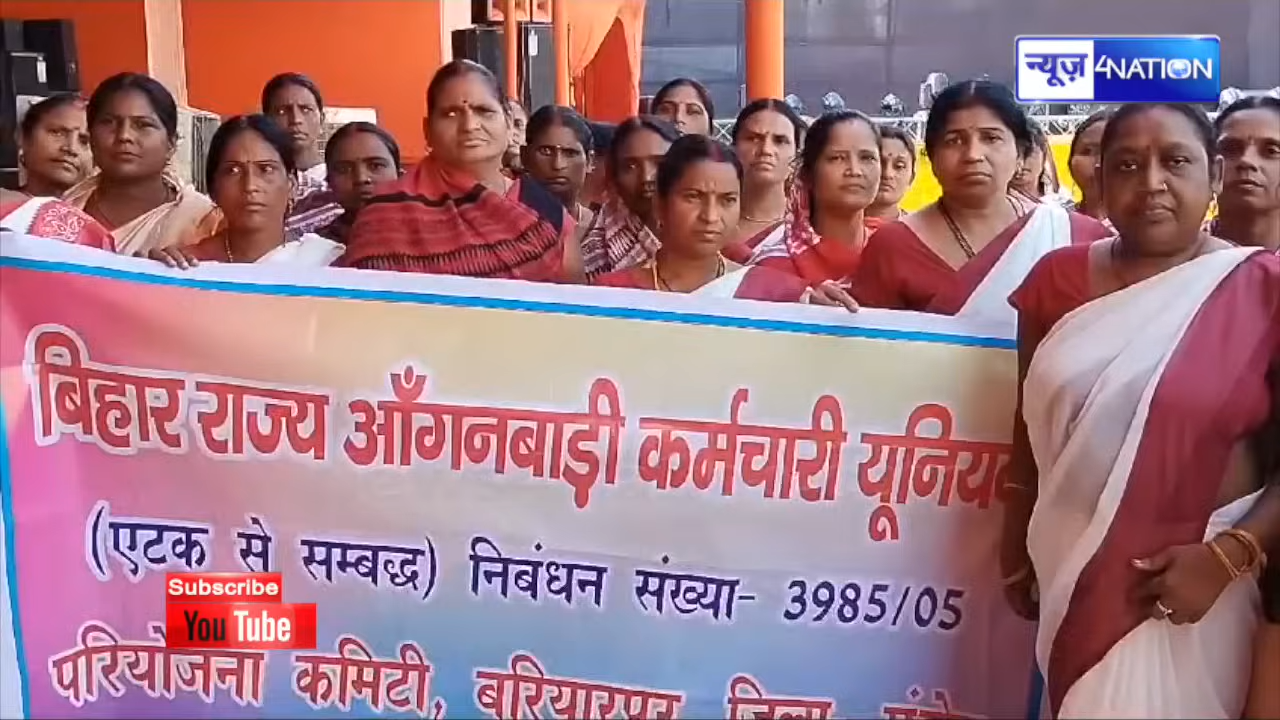 न्यूज़ 4NATION
बिहार राज्य आँगनबाड़ी कर्मचारी यूनियन
(एटक से सम्बद्ध) निबंधन संख्या- 3985/05
Subscribe
YouTube
परियोजना कमिटी, बरियारपुर जिला-